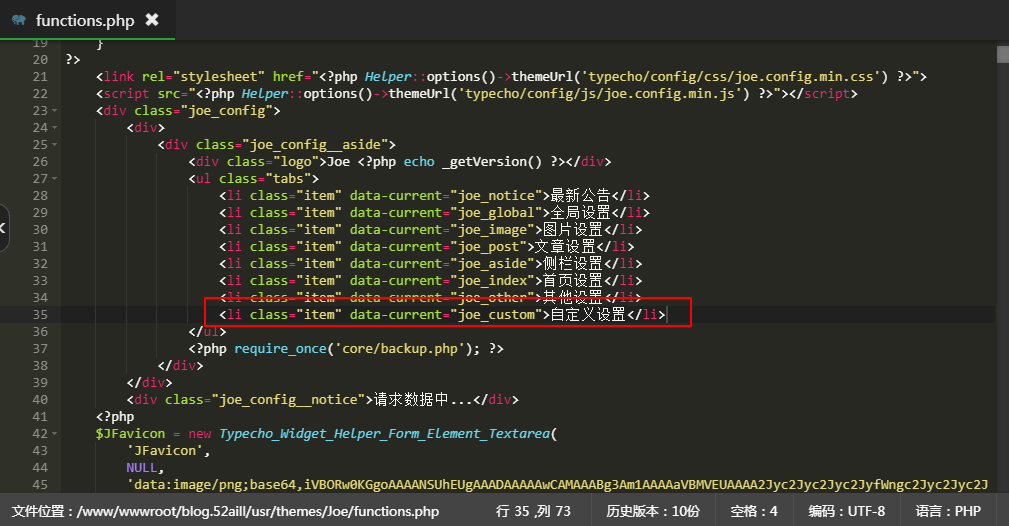 functions.php ✖
19 }
20 ?>
21 <link rel="stylesheet" href="<?php Helper::options()->themeUrl('typecho/config/css/joe.config.min.css') ?>">
22 <script src="<?php Helper::options()->themeUrl('typecho/config/js/joe.config.min.js') ?>"></script>
23 <div class="joe_config">
24 <div>
25 <div class="joe_config__aside">
26 <div class="logo">Joe <?php echo _getVersion() ?></div>
27 <ul class="tabs">
28 <li class="item" data-current="joe_notice">最新公告</li>
29 <li class="item" data-current="joe_global">全局设置</li>
30 <li class="item" data-current="joe_image">图片设置</li>
31 <li class="item" data-current="joe_post">文章设置</li>
32 <li class="item" data-current="joe_aside">侧栏设置</li>
33 <li class="item" data-current="joe_index">首页设置</li>
34 <li class="item" data-current="joe_other">其他设置</li>
35 <li class="item" data-current="joe_custom">自定义设置</li>
36 </ul>
37 <?php require_once('core/backup.php'); ?>
38 </div>
39 </div>
40 <div class="joe_config__notice">请求数据中...</div>
41 <?php
42 $JFavicon = new Typecho_Widget_Helper_Form_Element_Textarea(
43 'JFavicon',
44 NULL,
45 'data:image/png;base64,iVBORw0KGgoAAAANSUhEUgAAADAAAAAwCAMAAABg3Am1AAAAaVBMVEUAAAA2Jyc2Jyc2Jyc2JyfWngc2Jyc2Jyc2J
文件位置：/www/wwwroot/blog.52aill/usr/themes/Joe/functions.php 行 35 ,列 73 历史版本：10份 空格：4 编码：UTF-8 语言：PHP